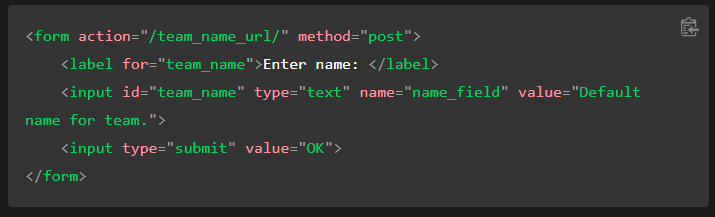 <form action="/team_name_url/" method="post">
    <label for="team_name">Enter name: </label>
    <input id="team_name" type="text" name="name_field" value="Default
name for team.">
    <input type="submit" value="OK">
</form>